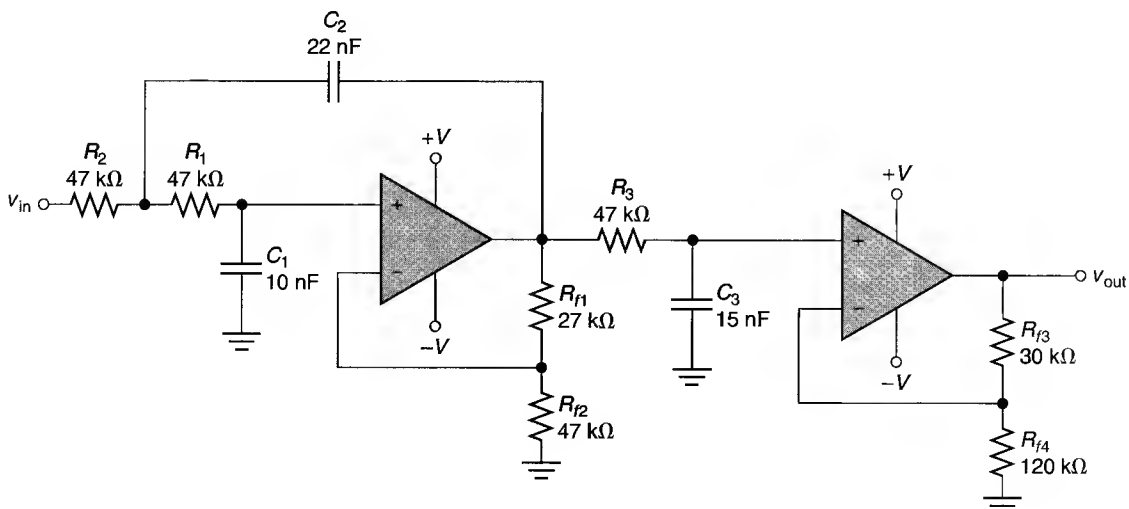 C2
22 nF
R2
47 kΩ
R1
47 kΩ
vin
C1
10 nF
+V
+
−
−V
Rf1
27 kΩ
Rf2
47 kΩ
R3
47 kΩ
C3
15 nF
+V
+
−
−V
vout
Rf3
30 kΩ
Rf4
120 kΩ